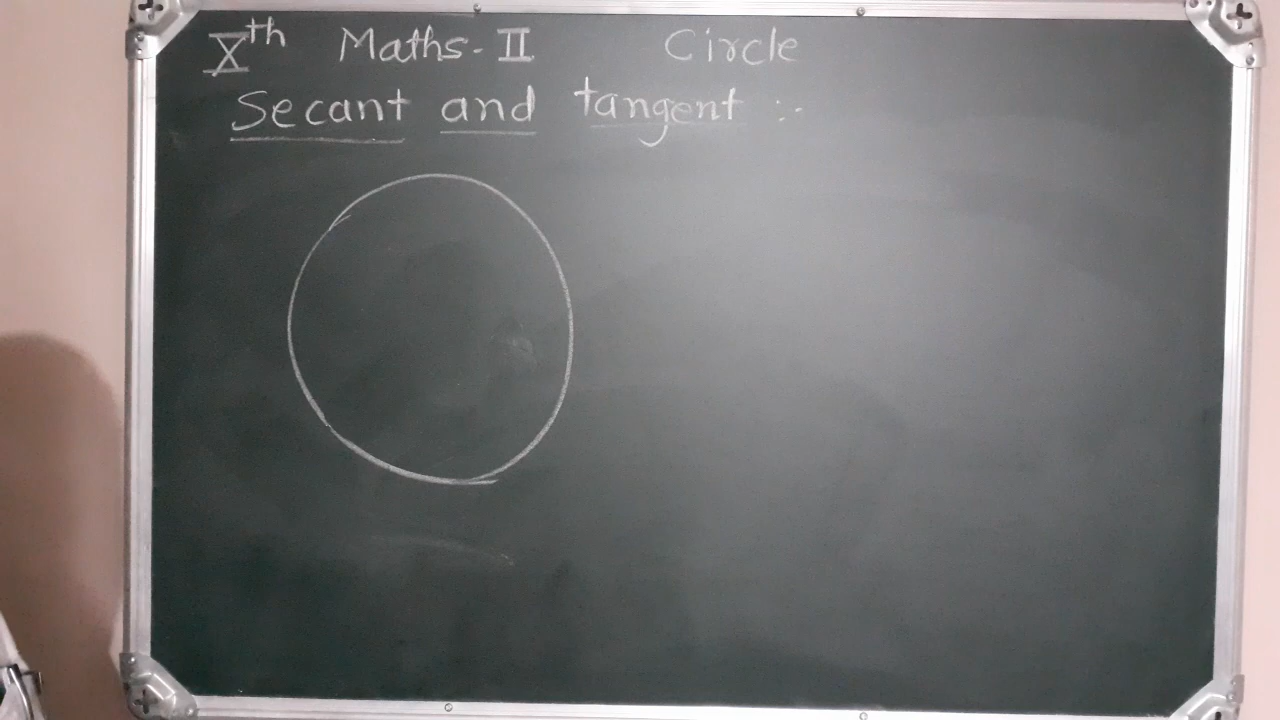 Xth Maths-II Circle
Secant and tangent :-